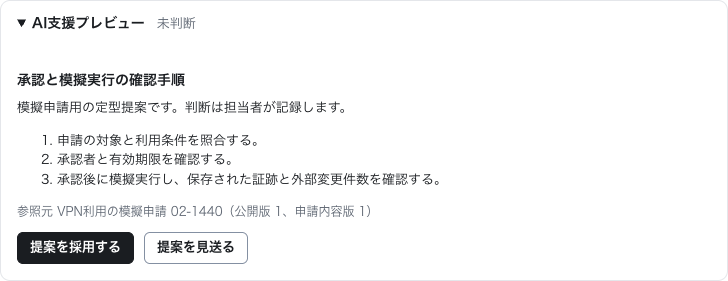 ▼ AI支援プレビュー 未判断
承認と模擬実行の確認手順
模擬申請用の定型提案です。判断は担当者が記録します。
1. 申請の対象と利用条件を照合する。
2. 承認者と有効期限を確認する。
3. 承認後に模擬実行し、保存された証跡と外部変更件数を確認する。
参照元 VPN利用の模擬申請 02-1440（公開版 1、申請内容版 1）
提案を採用する 提案を見送る